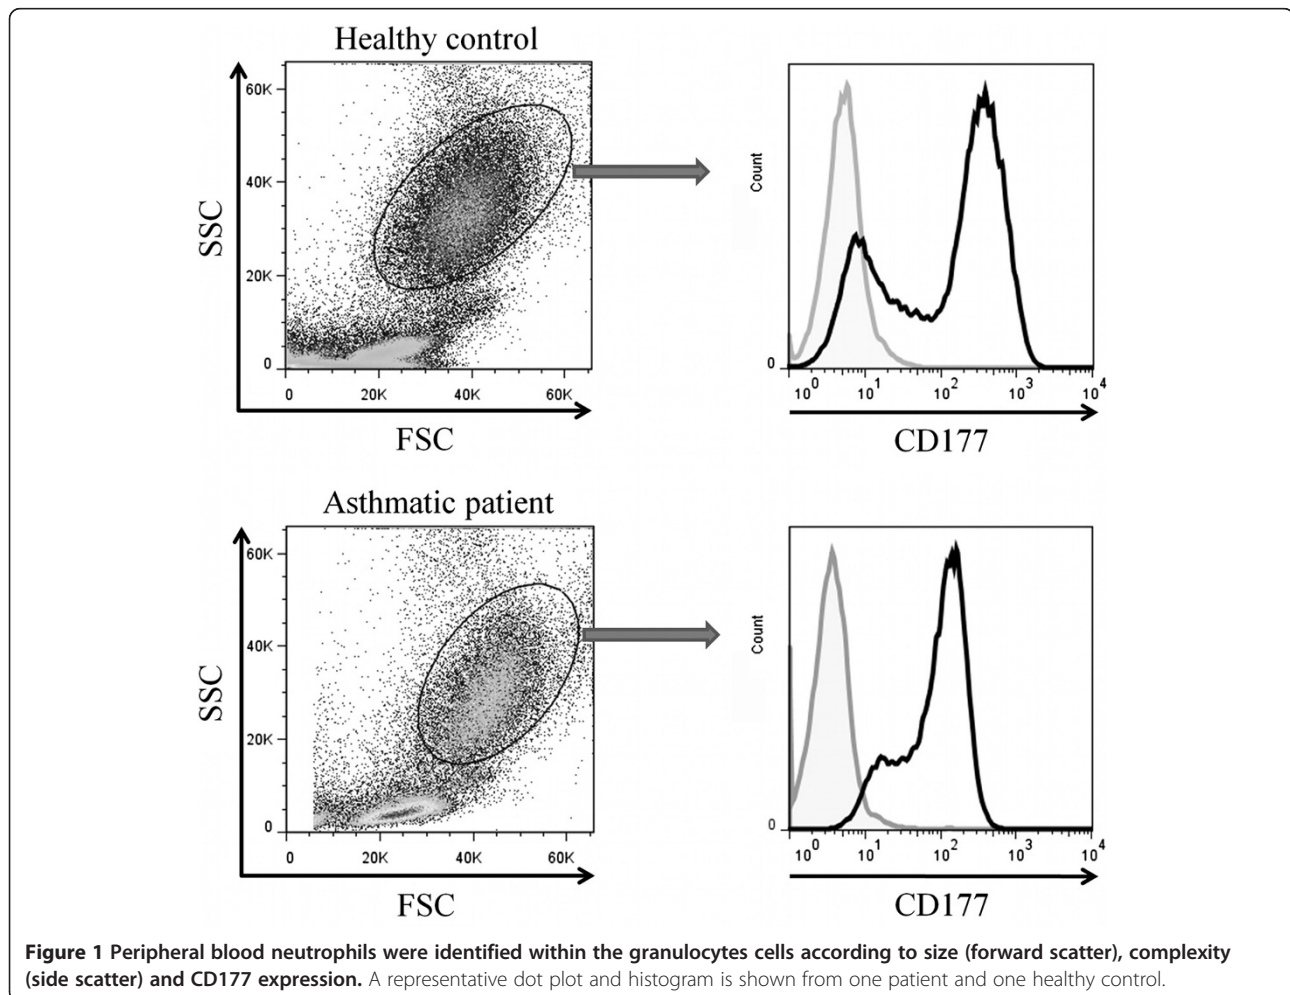 Healthy control
60K
40K
20K
0
SSC
0 20K 40K 60K
FSC
Count
0
10^0 10^1 10^2 10^3 10^4
CD177
Asthmatic patient
60K
40K
20K
0
SSC
0 20K 40K 60K
FSC
Count
0
10^0 10^1 10^2 10^3 10^4
CD177
Figure 1 Peripheral blood neutrophils were identified within the granulocytes cells according to size (forward scatter), complexity
(side scatter) and CD177 expression. A representative dot plot and histogram is shown from one patient and one healthy control.